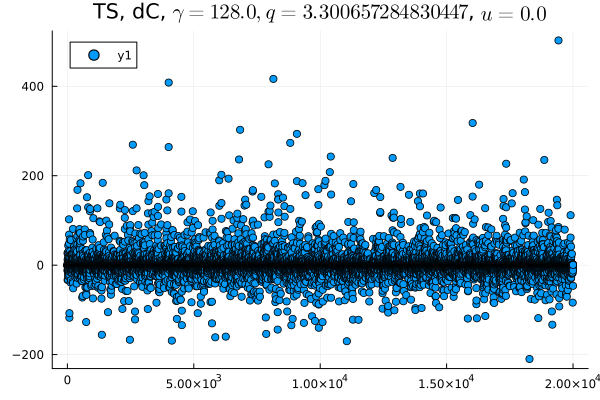 TS, dC, γ = 128.0, q = 3.300657284830447, u = 0.0
y1
400
200
0
−200
0 5.00×10³ 1.00×10⁴ 1.50×10⁴ 2.00×10⁴